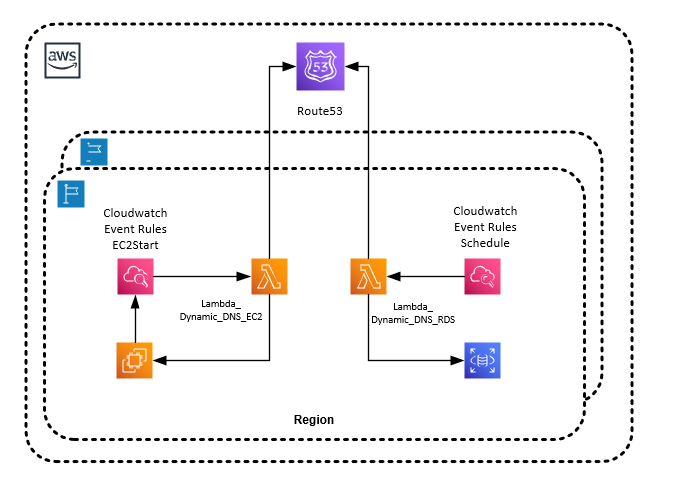 aws
53
Route53
Cloudwatch
Event Rules
EC2Start
Cloudwatch
Event Rules
Schedule
Lambda_
Dynamic_DNS_EC2
Lambda_
Dynamic_DNS_RDS
Region